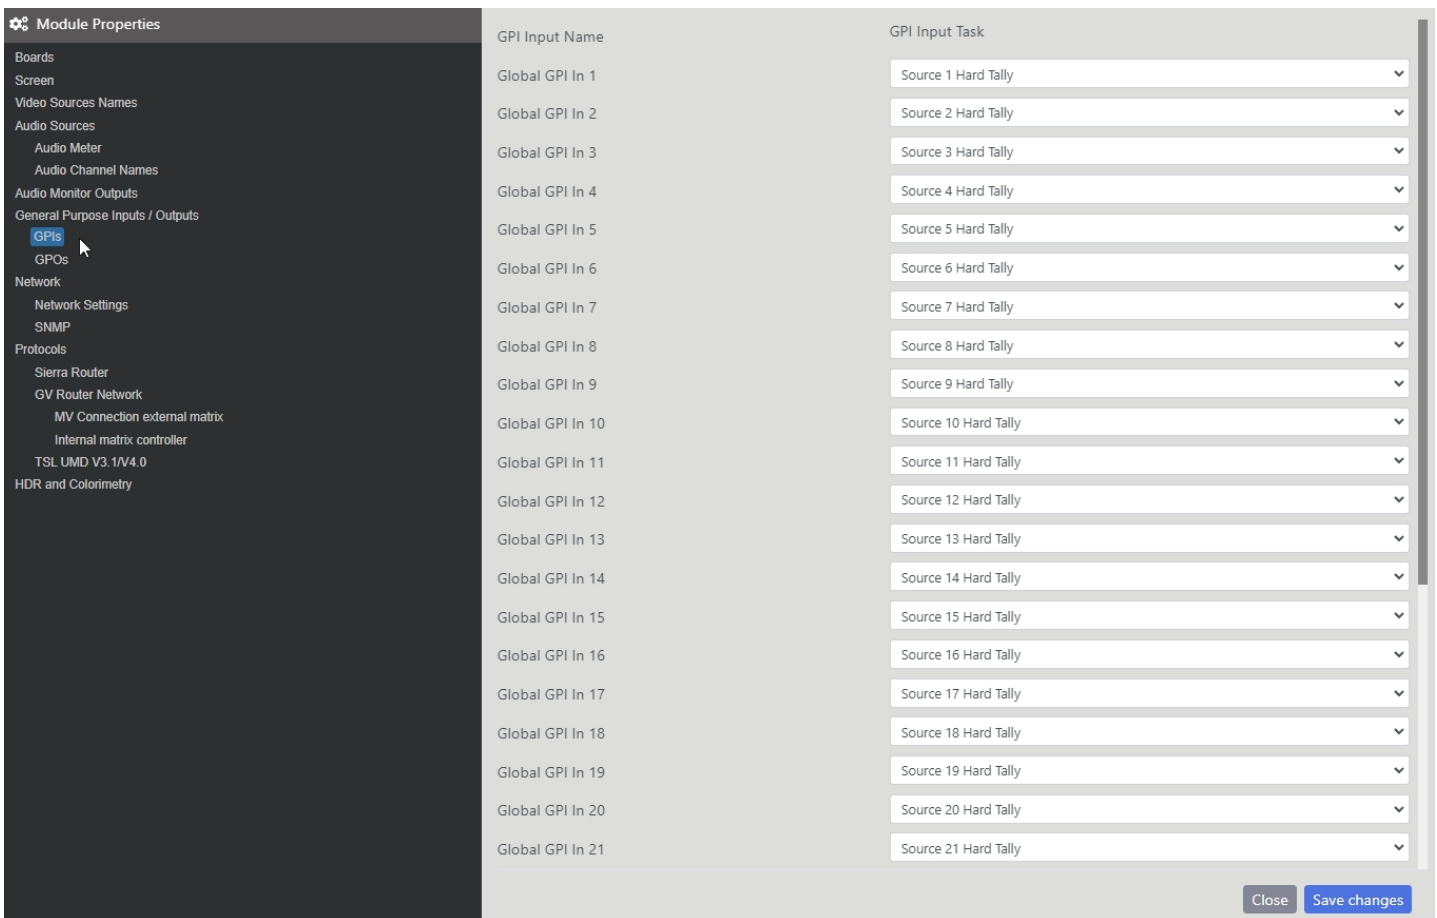 Module Properties
Boards
Screen
Video Sources Names
Audio Sources
Audio Meter
Audio Channel Names
Audio Monitor Outputs
General Purpose Inputs / Outputs
GPIs
GPOs
Network
Network Settings
SNMP
Protocols
Sierra Router
GV Router Network
MV Connection external matrix
Internal matrix controller
TSL UMD V3.1/V4.0
HDR and Colorimetry
GPI Input Name GPI Input Task
Global GPI In 1 Source 1 Hard Tally
Global GPI In 2 Source 2 Hard Tally
Global GPI In 3 Source 3 Hard Tally
Global GPI In 4 Source 4 Hard Tally
Global GPI In 5 Source 5 Hard Tally
Global GPI In 6 Source 6 Hard Tally
Global GPI In 7 Source 7 Hard Tally
Global GPI In 8 Source 8 Hard Tally
Global GPI In 9 Source 9 Hard Tally
Global GPI In 10 Source 10 Hard Tally
Global GPI In 11 Source 11 Hard Tally
Global GPI In 12 Source 12 Hard Tally
Global GPI In 13 Source 13 Hard Tally
Global GPI In 14 Source 14 Hard Tally
Global GPI In 15 Source 15 Hard Tally
Global GPI In 16 Source 16 Hard Tally
Global GPI In 17 Source 17 Hard Tally
Global GPI In 18 Source 18 Hard Tally
Global GPI In 19 Source 19 Hard Tally
Global GPI In 20 Source 20 Hard Tally
Global GPI In 21 Source 21 Hard Tally
Close Save changes